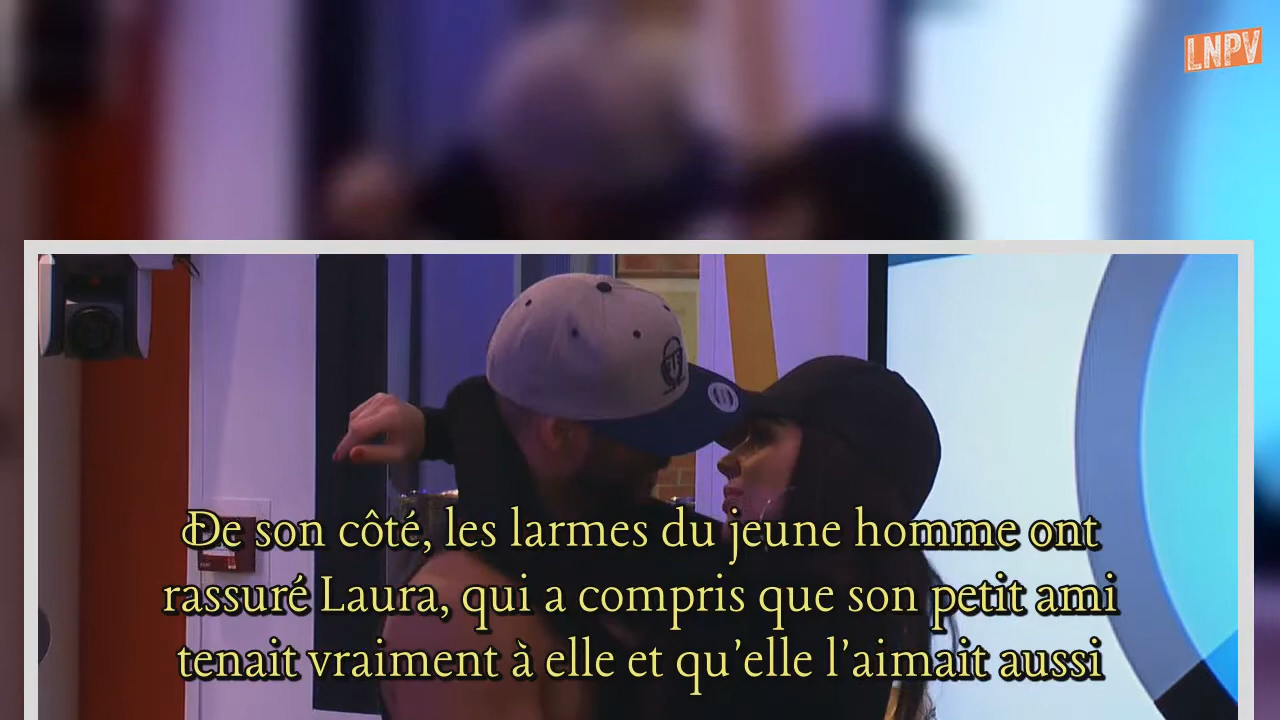 LNPV
De son côté, les larmes du jeune homme ont
rassuré Laura, qui a compris que son petit ami
tenait vraiment à elle et qu'elle l'aimait aussi